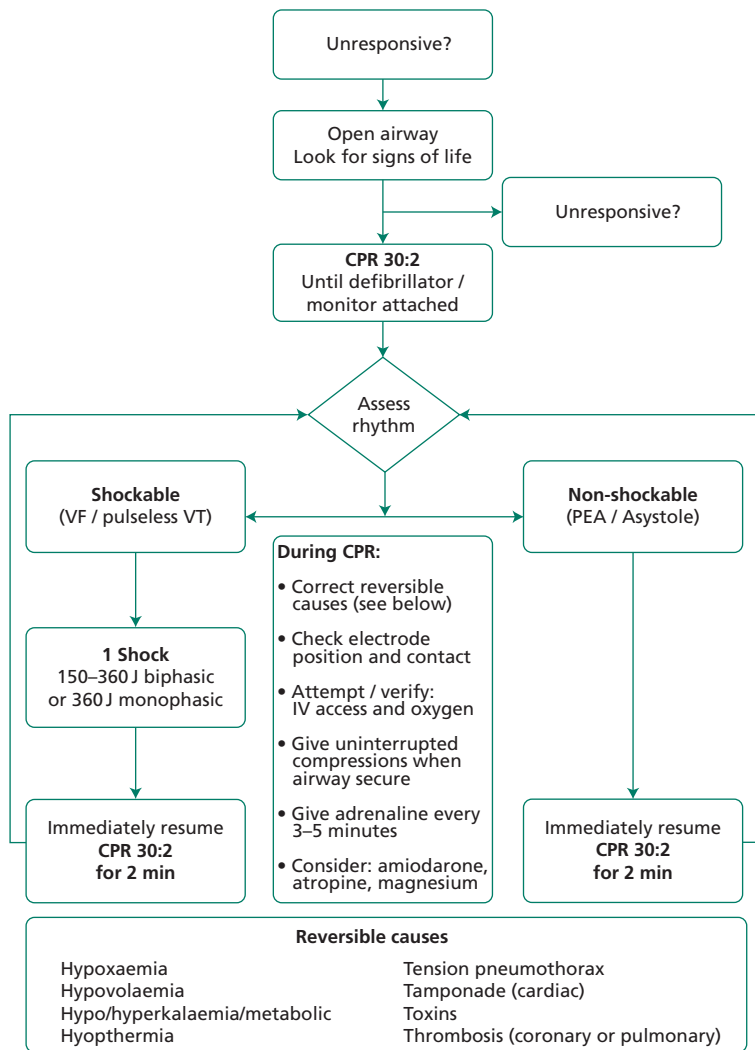 Unresponsive?
Open airway
Look for signs of life
Unresponsive?
CPR 30:2
Until defibrillator /
monitor attached
Assess
rhythm
Shockable
(VF / pulseless VT)
Non-shockable
(PEA / Asystole)
1 Shock
150–360 J biphasic
or 360 J monophasic
Immediately resume
CPR 30:2
for 2 min
During CPR:
• Correct reversible
causes (see below)
• Check electrode
position and contact
• Attempt / verify:
IV access and oxygen
• Give uninterrupted
compressions when
airway secure
• Give adrenaline every
3–5 minutes
• Consider: amiodarone,
atropine, magnesium
Immediately resume
CPR 30:2
for 2 min
Reversible causes
Hypoxaemia
Hypovolaemia
Hypo/hyperkalaemia/metabolic
Hyopthermia
Tension pneumothorax
Tamponade (cardiac)
Toxins
Thrombosis (coronary or pulmonary)